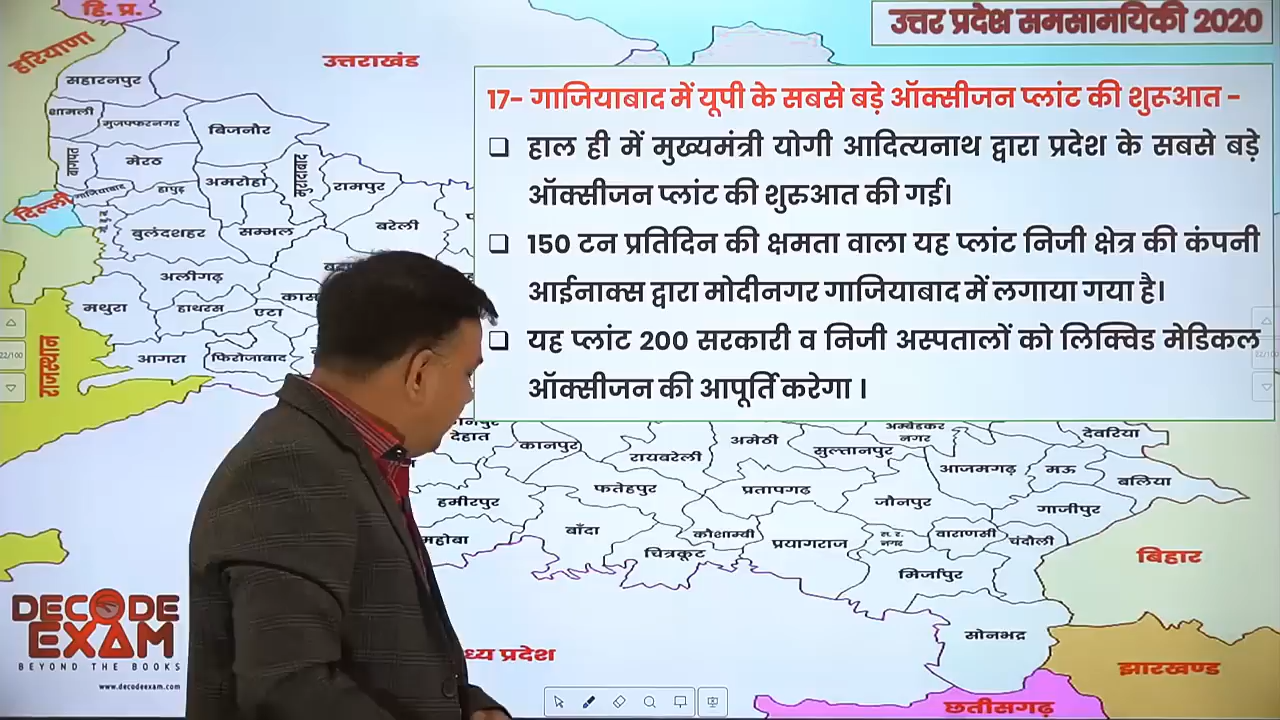 उत्तर प्रदेश समसामयिकी 2020
17- गाजियाबाद में यूपी के सबसे बड़े ऑक्सीजन प्लांट की शुरूआत -
हाल ही में मुख्यमंत्री योगी आदित्यनाथ द्वारा प्रदेश के सबसे बड़े
ऑक्सीजन प्लांट की शुरुआत की गई।
150 टन प्रतिदिन की क्षमता वाला यह प्लांट निजी क्षेत्र की कंपनी
आईनाक्स द्वारा मोदीनगर गाजियाबाद में लगाया गया है।
यह प्लांट 200 सरकारी व निजी अस्पतालों को लिक्विड मेडिकल
ऑक्सीजन की आपूर्ति करेगा ।
हि. प्र.
हरियाणा
उत्तराखंड
सहारनपुर
शामली
मुजफ्फरनगर
बिजनौर
बागपत
मेरठ
मुरादाबाद
हापुड़
अमरोहा
रामपुर
गाजियाबाद
दिल्ली
बुलंदशहर
सम्भल
बरेली
अलीगढ़
मथुरा
हाथरस
एटा
कास
राजस्थान
आगरा
फिरोजाबाद
22/100
देहात
कानपुर
रायबरेली
अमेठी
सुल्तानपुर
अम्बेडकर
नगर
देवरिया
आजमगढ़
मऊ
बलिया
हमीरपुर
फतेहपुर
प्रतापगढ़
जौनपुर
गाजीपुर
महोबा
बाँदा
कौशाम्बी
चित्रकूट
प्रयागराज
सं. र.
नगर
वाराणसी
चंदौली
बिहार
मिर्जापुर
सोनभद्र
ध्य प्रदेश
झारखण्ड
छतीसगढ़
DECODE
EXAM
BEYOND THE BOOKS
www.decodeexam.com